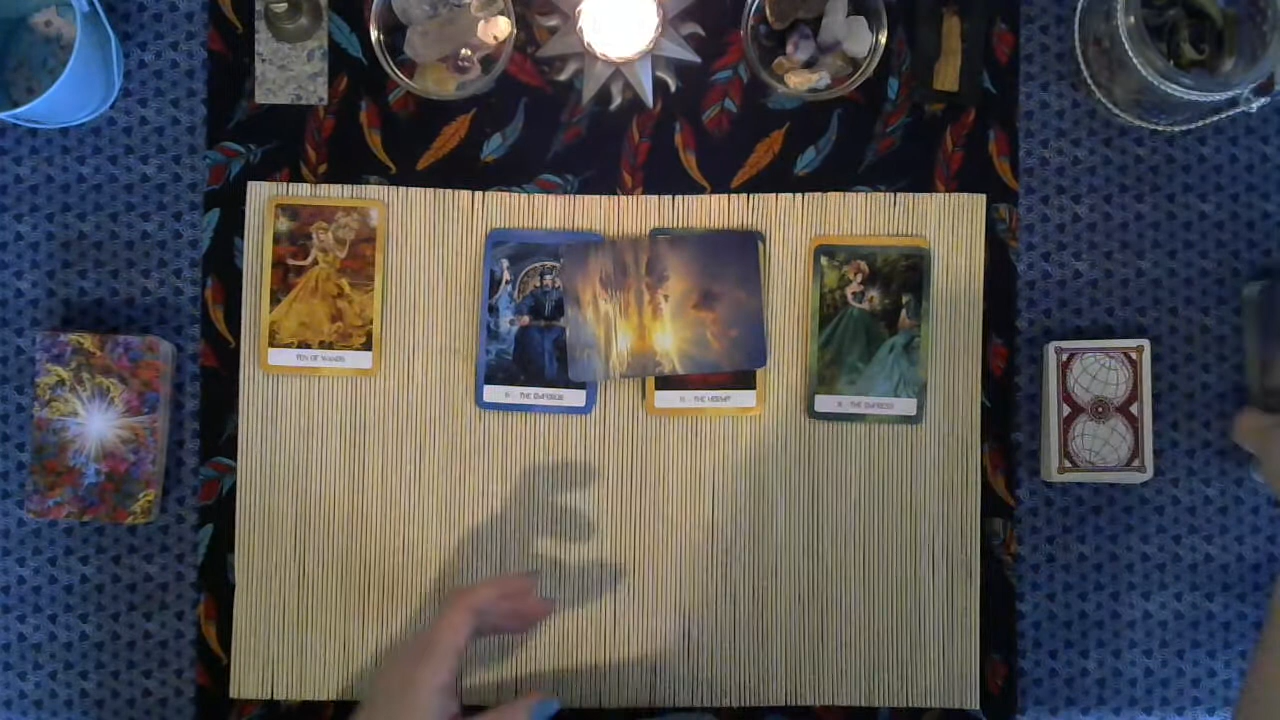 TEN OF WANDS
IV · THE EMPEROR
IX · THE HERMIT
III · THE EMPRESS